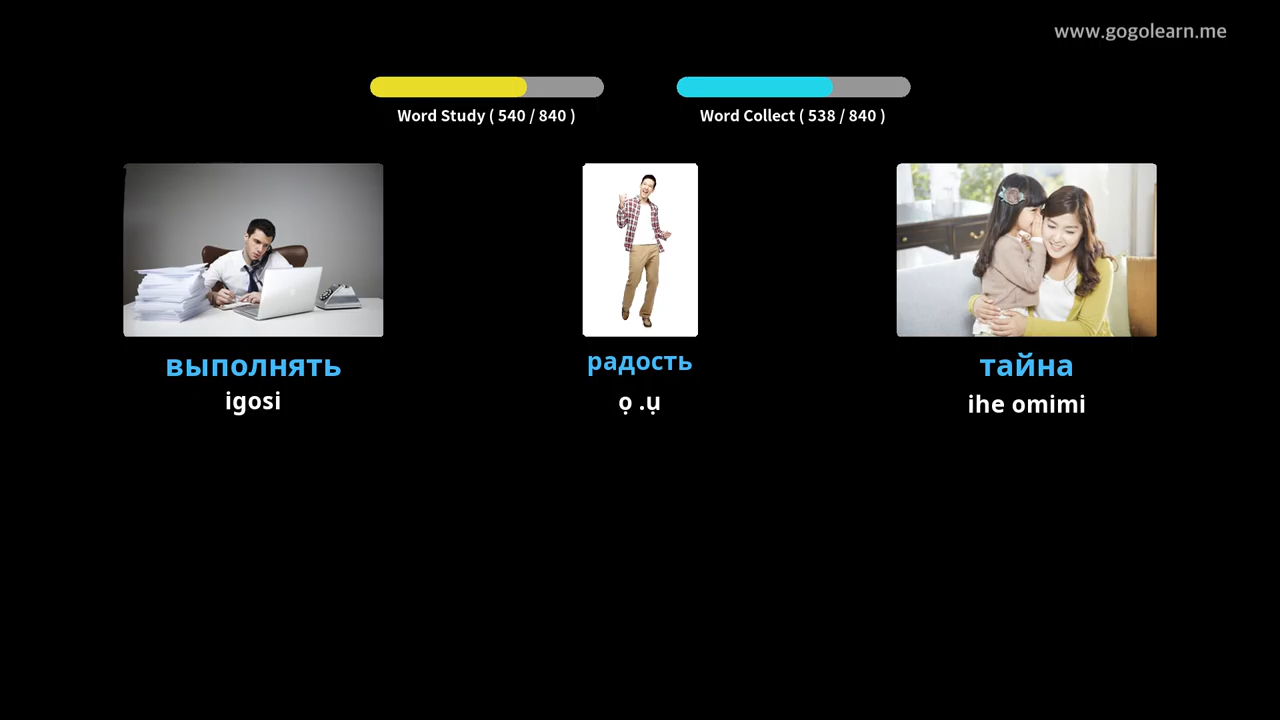 www.gogolearn.me
Word Study ( 540 / 840 )
Word Collect ( 538 / 840 )
выполнять
igosi
радость
ọ .ụ
тайна
ihe omimi